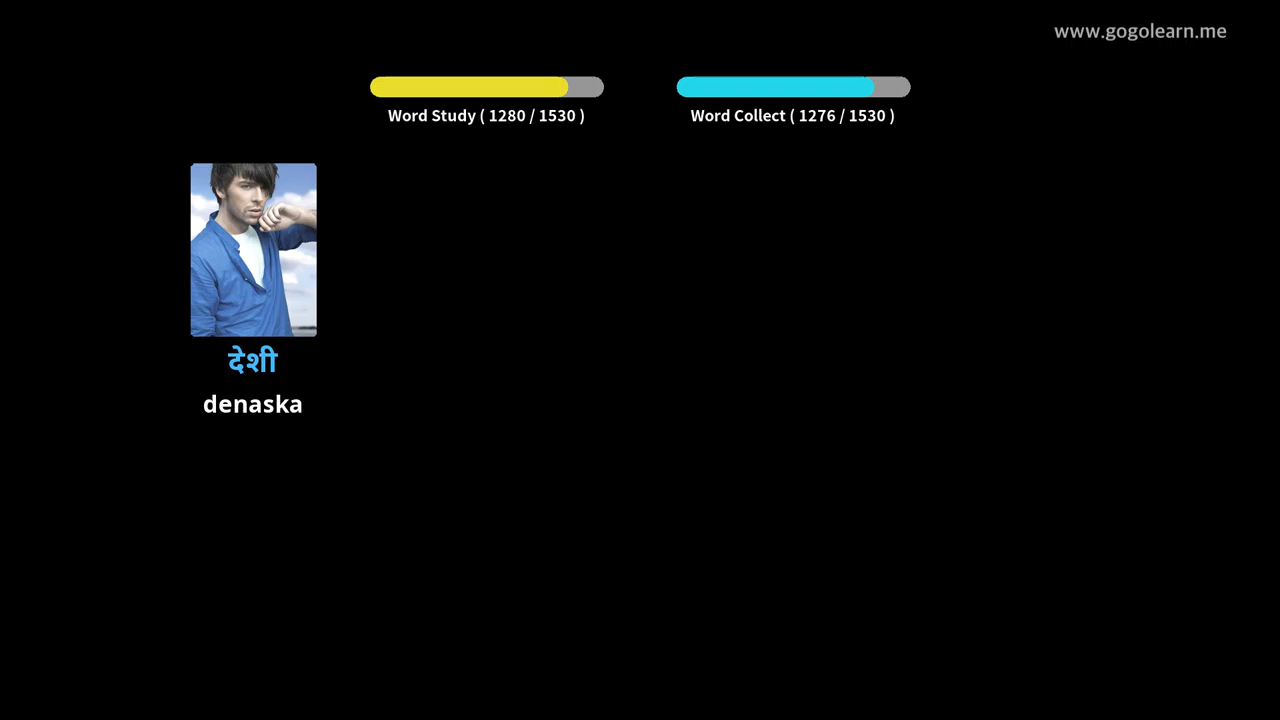 www.gogolearn.me
Word Study ( 1280 / 1530 )
Word Collect ( 1276 / 1530 )
देशी
denaska